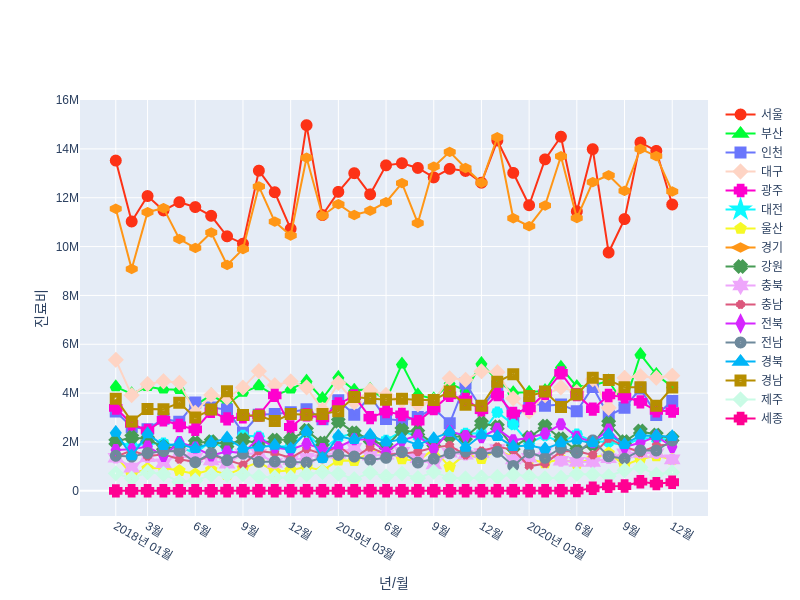 16M
14M
12M
10M
8M
6M
4M
2M
0
진료비
2018년 01월
3월
6월
9월
12월
2019년 03월
6월
9월
12월
2020년 03월
6월
9월
12월
년/월
서울
부산
인천
대구
광주
대전
울산
경기
강원
충북
충남
전북
전남
경북
경남
제주
세종